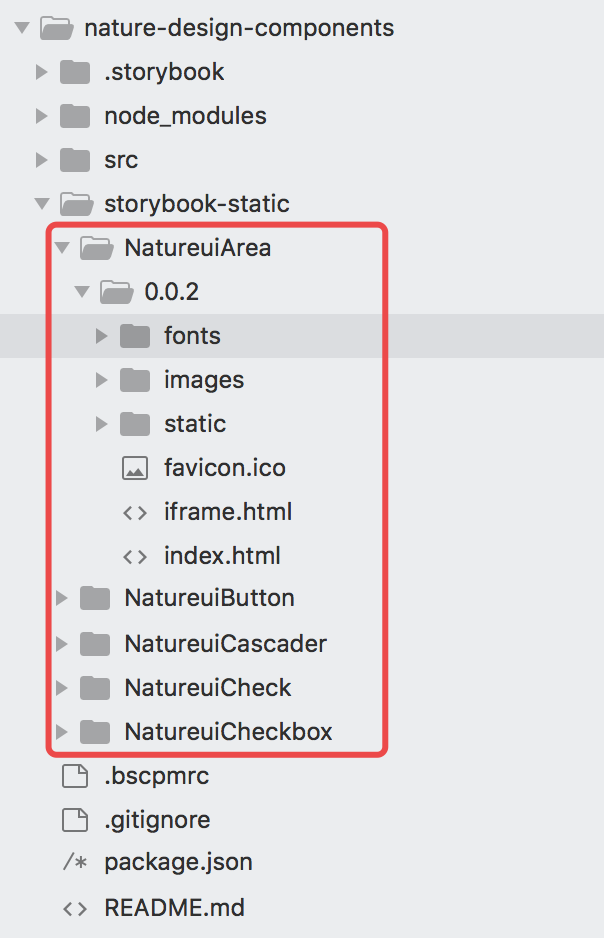 nature-design-components
.storybook
node_modules
src
storybook-static
NatureuiArea
0.0.2
fonts
images
static
favicon.ico
iframe.html
index.html
NatureuiButton
NatureuiCascader
NatureuiCheck
NatureuiCheckbox
.bscpmrc
.gitignore
package.json
README.md